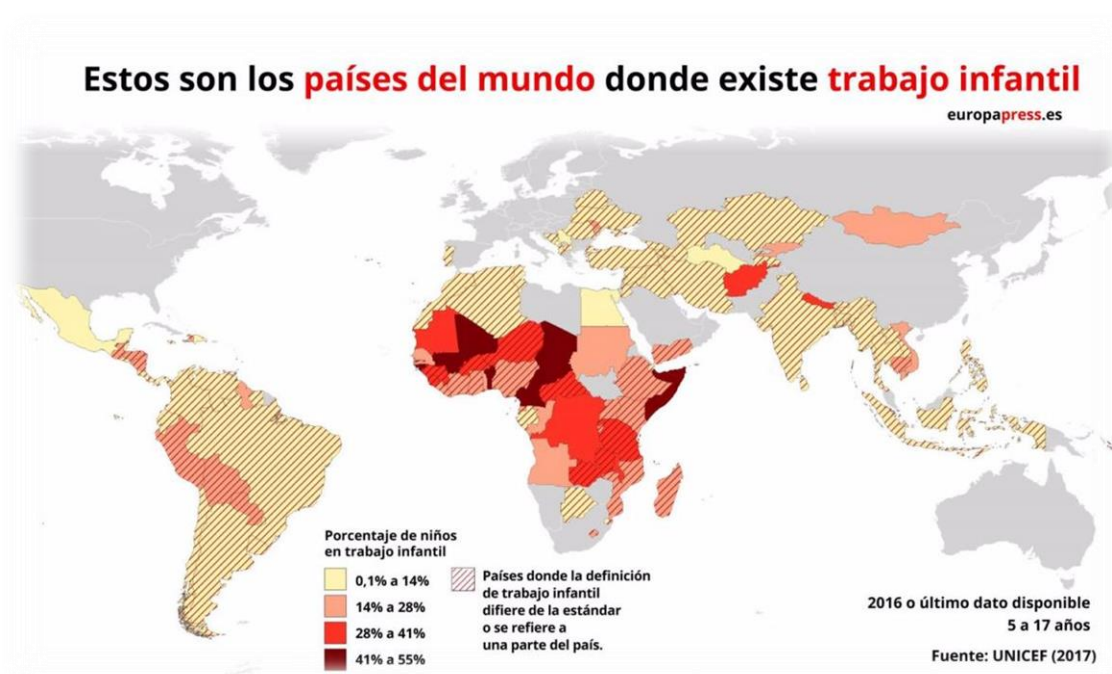 Estos son los países del mundo donde existe trabajo infantil
europapress.es
Porcentaje de niños
en trabajo infantil
0,1% a 14%
14% a 28%
28% a 41%
41% a 55%
Países donde la definición
de trabajo infantil
difiere de la estándar
o se refiere a
una parte del país.
2016 o último dato disponible
5 a 17 años
Fuente: UNICEF (2017)